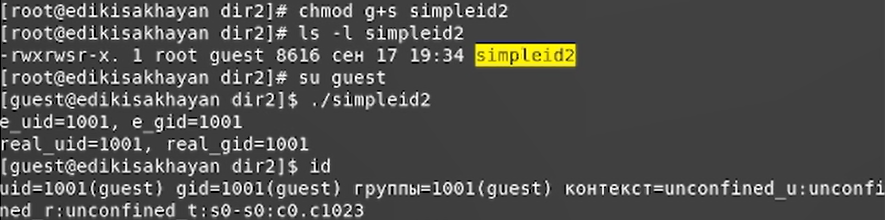 [root@edikisakhayan dir2]# chmod g+s simpleid2
[root@edikisakhayan dir2]# ls -l simpleid2
-rwxrwsr-x. 1 root guest 8616 сен 17 19:34 simpleid2
[root@edikisakhayan dir2]# su guest
[guest@edikisakhayan dir2]$ ./simpleid2
e_uid=1001, e_gid=1001
real_uid=1001, real_gid=1001
[guest@edikisakhayan dir2]$ id
uid=1001(guest) gid=1001(guest) группы=1001(guest) контекст=unconfined_u:unconfi
ned_r:unconfined_t:s0-s0:c0.c1023